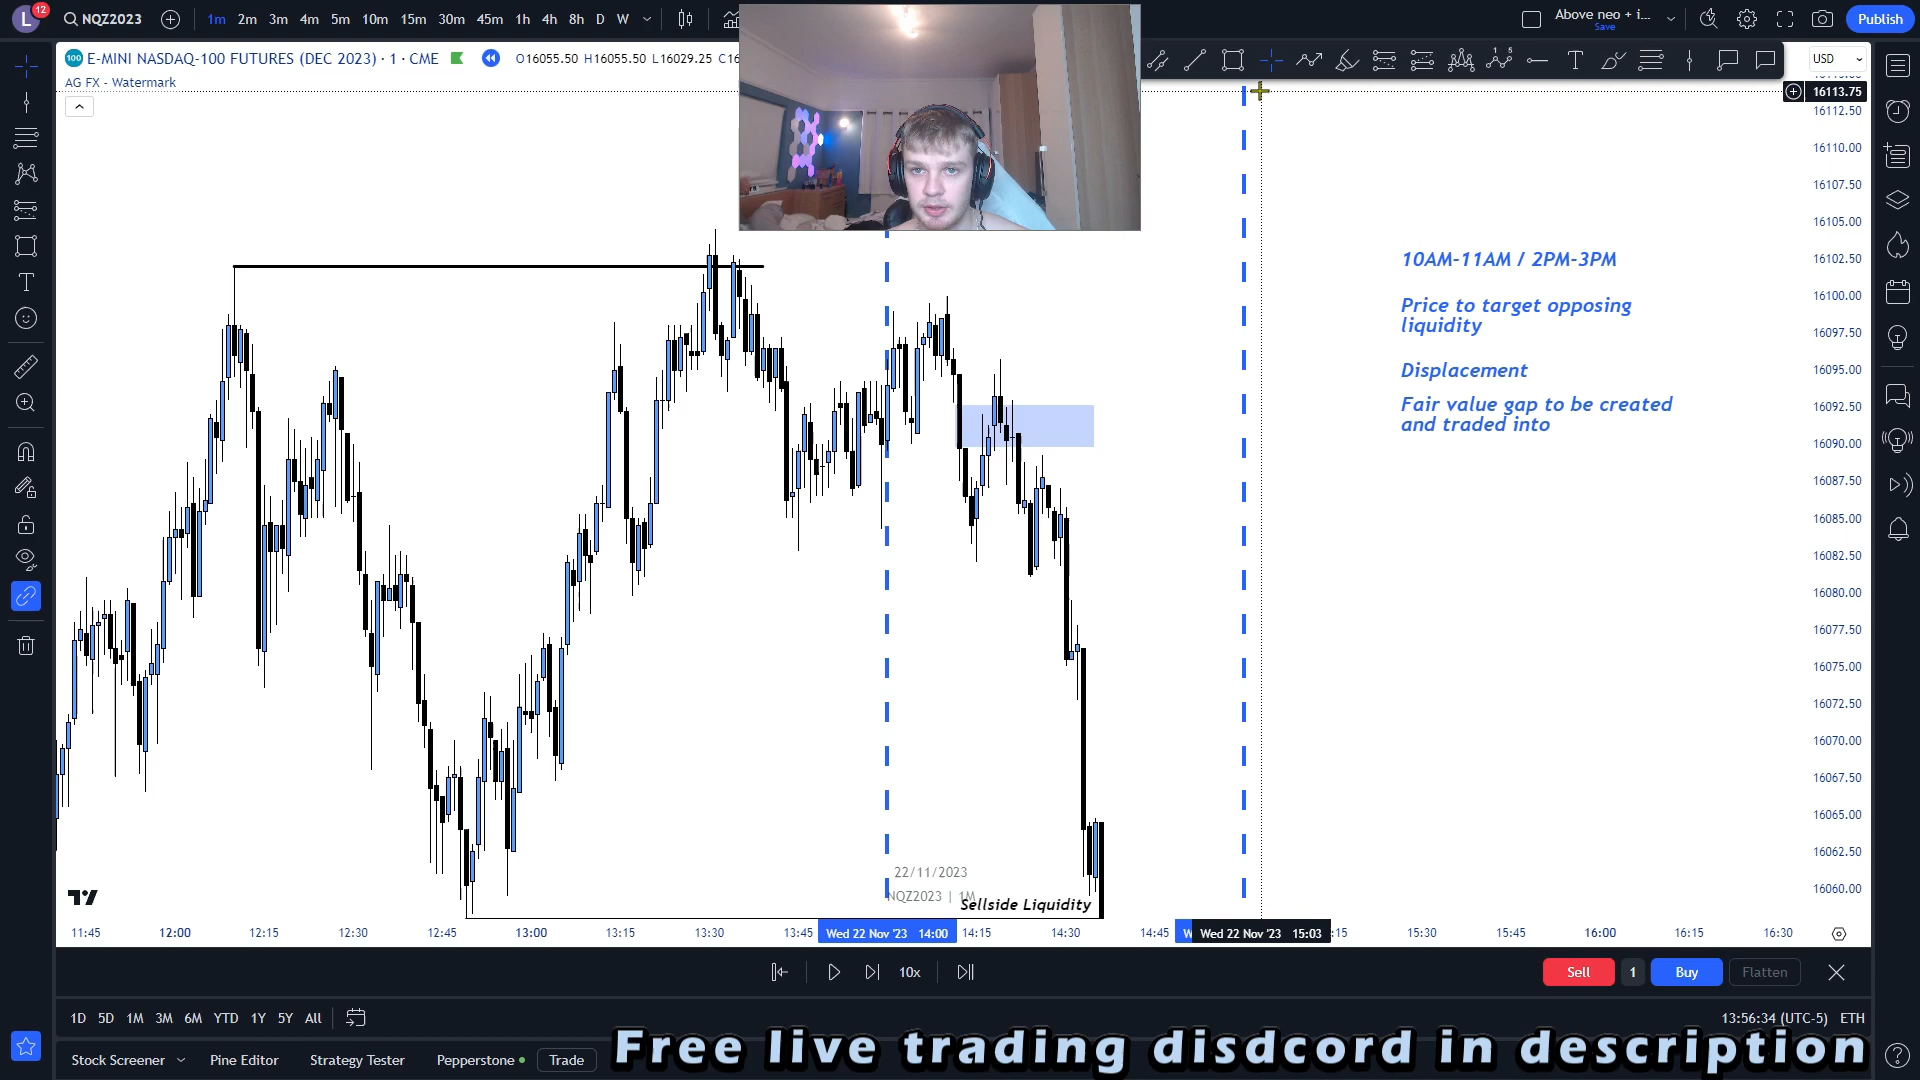 L 12 NQZ2023 1m 2m 3m 4m 5m 10m 15m 30m 45m 1h 4h 8h D W Above neo + i... Save Publish
100 E-MINI NASDAQ-100 FUTURES (DEC 2023) · 1 · CME O16055.50 H16055.50 L16029.25 C16 USD
AG FX - Watermark
16113.75
16112.50
16110.00
16107.50
16105.00
16102.50
16100.00
16097.50
16095.00
16092.50
16090.00
16087.50
16085.00
16082.50
16080.00
16077.50
16075.00
16072.50
16070.00
16067.50
16065.00
16062.50
16060.00
10AM-11AM / 2PM-3PM
Price to target opposing
liquidity
Displacement
Fair value gap to be created
and traded into
22/11/2023
NQZ2023 | 1M
Sellside Liquidity
11:45 12:00 12:15 12:30 12:45 13:00 13:15 13:30 13:45 Wed 22 Nov '23 14:00 14:15 14:30 14:45 W Wed 22 Nov '23 15:03 :15 15:30 15:45 16:00 16:15 16:30
10x Sell 1 Buy Flatten
1D 5D 1M 3M 6M YTD 1Y 5Y All 13:56:34 (UTC-5) ETH
Stock Screener Pine Editor Strategy Tester Pepperstone Trade
Free live trading disdcord in description